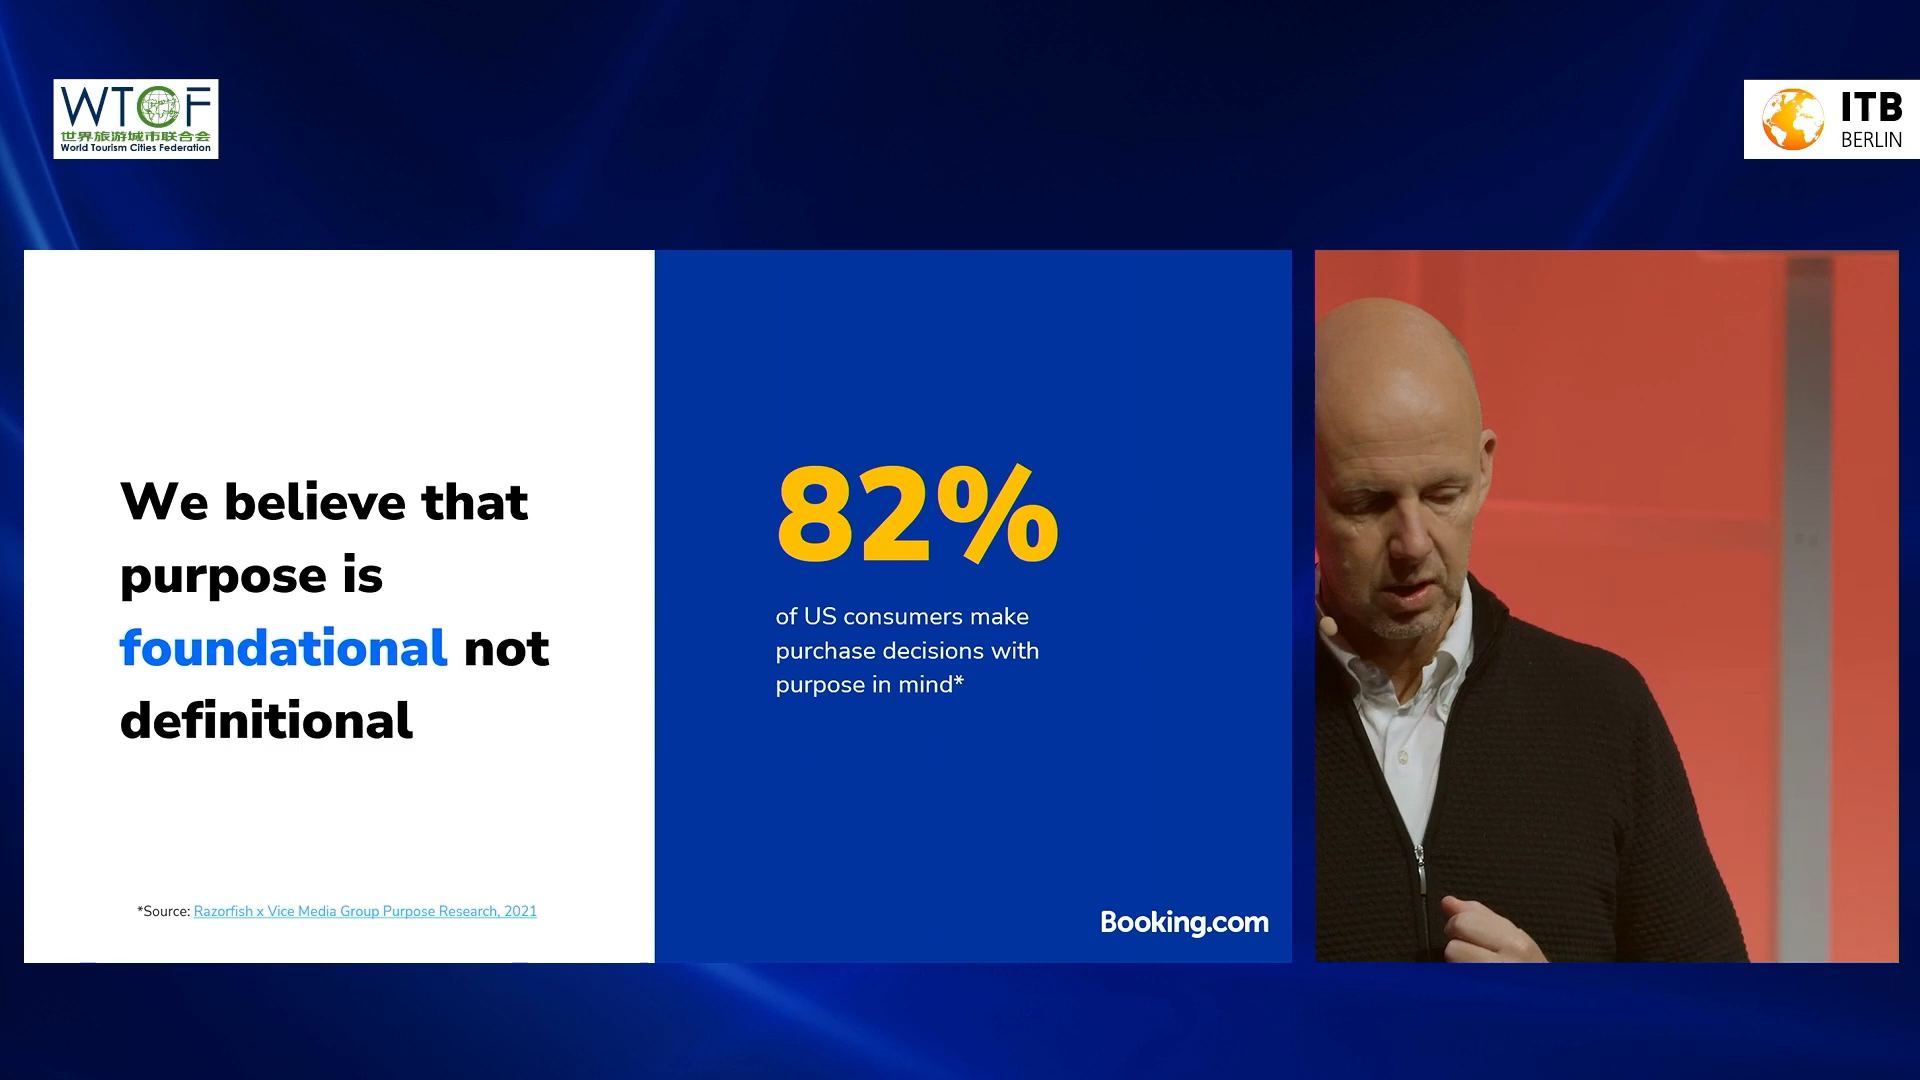 WTCF
世界旅游城市联合会
World Tourism Cities Federation
ITB
BERLIN
We believe that
purpose is
foundational not
definitional
*Source: Razorfish x Vice Media Group Purpose Research, 2021
82%
of US consumers make
purchase decisions with
purpose in mind*
Booking.com